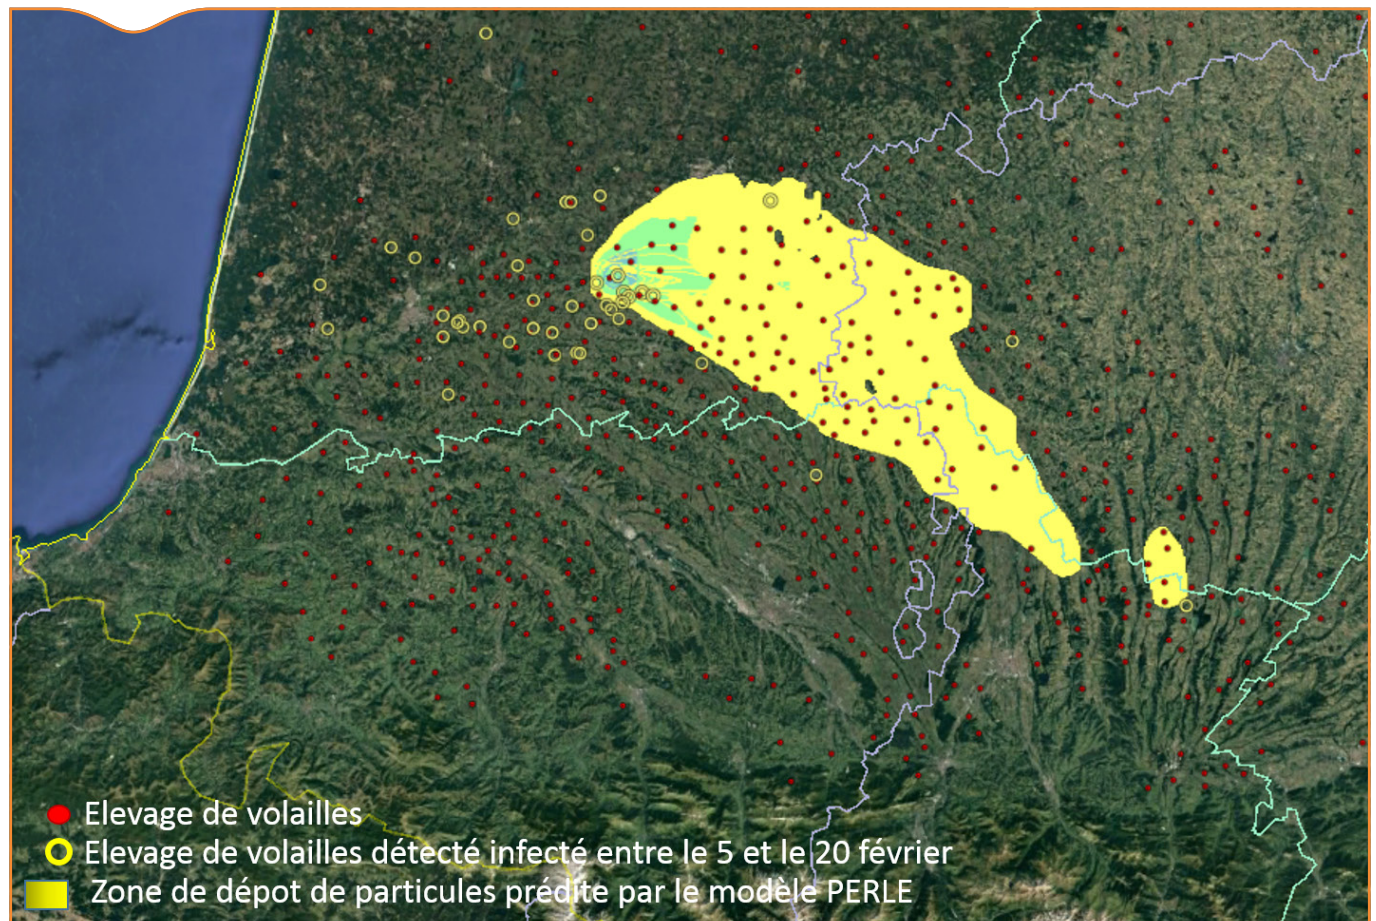 Elevage de volailles
Elevage de volailles détecté infecté entre le 5 et le 20 février
Zone de dépot de particules prédite par le modèle PERLE